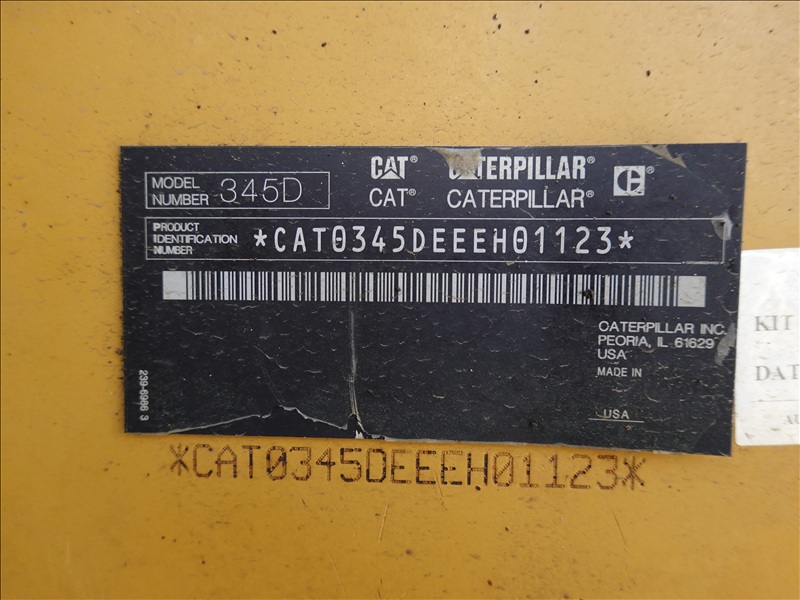 CAT® CATERPILLAR®
CAT® CATERPILLAR® C®
MODEL
NUMBER 345D
PRODUCT
IDENTIFICATION
NUMBER *CAT0345DEEEH01123*
CATERPILLAR INC.
PEORIA, IL 61629
USA
MADE IN
USA
239-6986 3
*CAT0345DEEEH01123*
KIT
DAT
AU